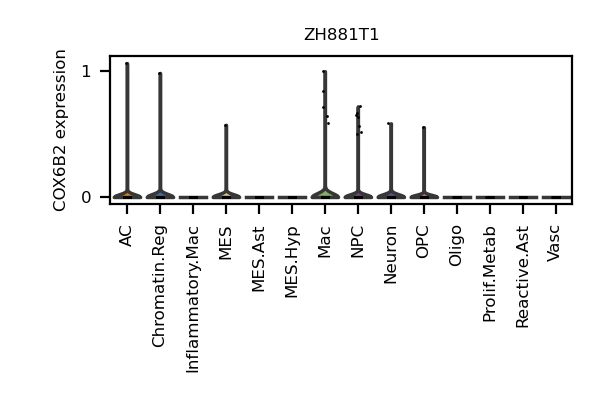 ZH881T1
COX6B2 expression
1
0
AC
Chromatin.Reg
Inflammatory.Mac
MES
MES.Ast
MES.Hyp
Mac
NPC
Neuron
OPC
Oligo
Prolif.Metab
Reactive.Ast
Vasc